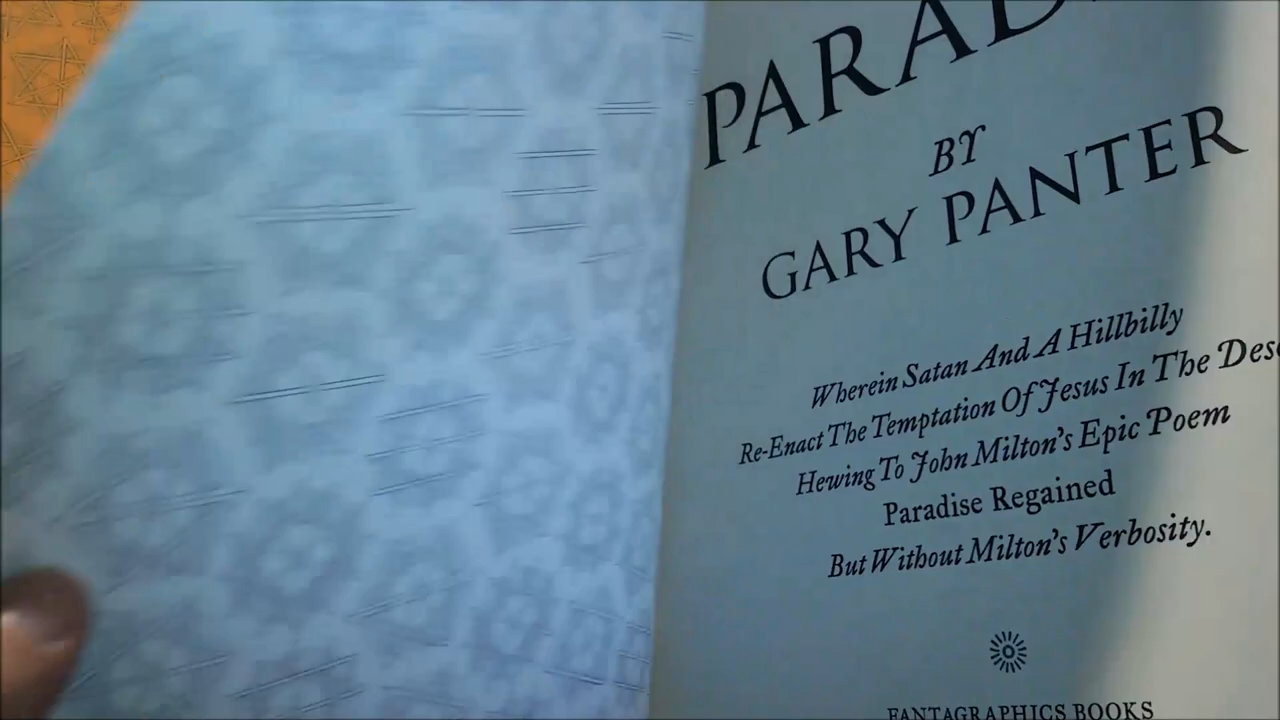 BY
GARY PANTER
Wherein Satan And A Hillbilly
Re-Enact The Temptation Of Jesus In The
Hewing To John Milton's Epic Poem
Paradise Regained
But Without Milton's Verbosity.
FANTAGRAPHICS BOOKS